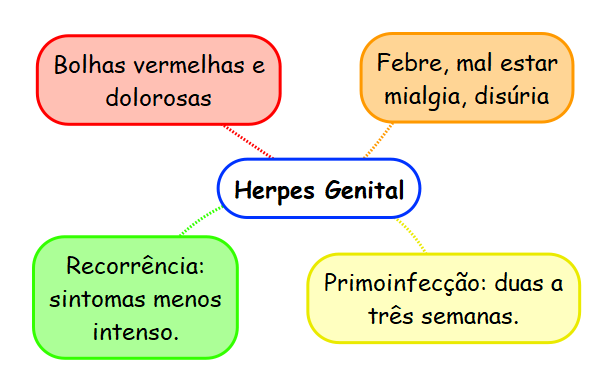 Bolhas vermelhas e
dolorosas
Febre, mal estar
mialgia, disúria
Herpes Genital
Recorrência:
sintomas menos
intenso.
Primoinfecção: duas a
três semanas.